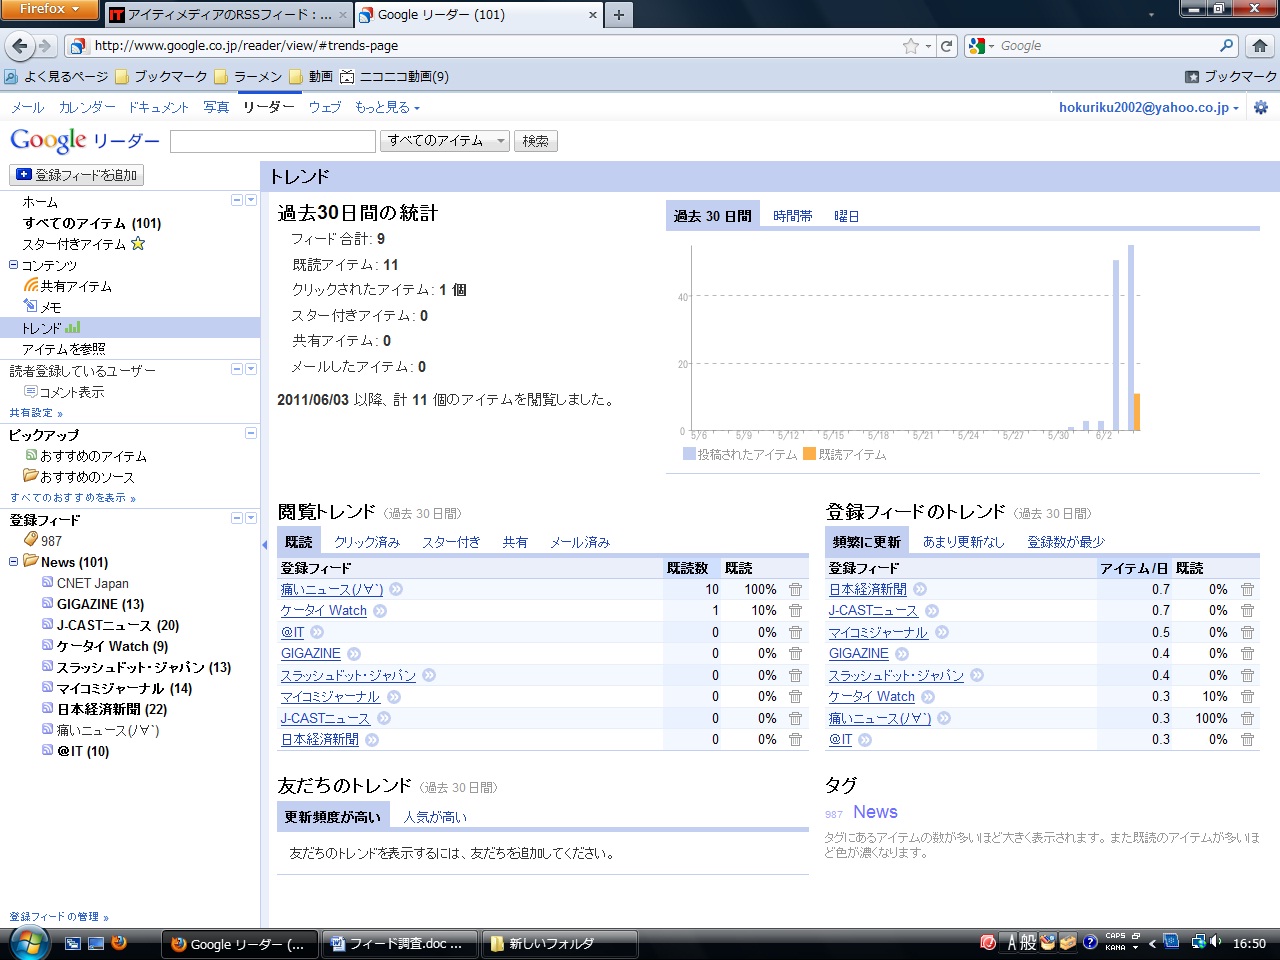 Firefox
アイティメディアのRSSフィード : ...
Google リーダー (101)
http://www.google.co.jp/reader/view/#trends-page
Google
よく見るページ ブックマーク ラーメン 動画 ニコニコ動画(9) ブックマーク
メール カレンダー ドキュメント 写真 リーダー ウェブ もっと見る
hokuriku2002@yahoo.co.jp
Google リーダー
すべてのアイテム
検索
登録フィードを追加
ホーム
すべてのアイテム (101)
スター付きアイテム
コンテンツ
共有アイテム
メモ
トレンド
アイテムを参照
読者登録しているユーザー
コメント表示
共有設定 »
ピックアップ
おすすめのアイテム
おすすめのソース
すべてのおすすめを表示 »
登録フィード
987
News (101)
CNET Japan
GIGAZINE (13)
J-CASTニュース (20)
ケータイ Watch (9)
スラッシュドット・ジャパン (13)
マイコミジャーナル (14)
日本経済新聞 (22)
痛いニュース(ﾉ∀`)
@IT (10)
登録フィードの管理 »
トレンド
過去30日間の統計
フィード合計: 9
既読アイテム: 11
クリックされたアイテム: 1 個
スター付きアイテム: 0
共有アイテム: 0
メールしたアイテム: 0
2011/06/03 以降、計 11 個のアイテムを閲覧しました。
過去 30 日間 時間帯 曜日
40
20
0
5/6 5/9 5/12 5/15 5/18 5/21 5/24 5/27 5/30 6/2
投稿されたアイテム 既読アイテム
閲覧トレンド (過去 30 日間)
既読 クリック済み スター付き 共有 メール済み
登録フィード 既読数 既読
痛いニュース(ﾉ∀`) 10 100%
ケータイ Watch 1 10%
@IT 0 0%
GIGAZINE 0 0%
スラッシュドット・ジャパン 0 0%
マイコミジャーナル 0 0%
J-CASTニュース 0 0%
日本経済新聞 0 0%
登録フィードのトレンド (過去 30 日間)
頻繁に更新 あまり更新なし 登録数が最少
登録フィード アイテム/日 既読
日本経済新聞 0.7 0%
J-CASTニュース 0.7 0%
マイコミジャーナル 0.5 0%
GIGAZINE 0.4 0%
スラッシュドット・ジャパン 0.4 0%
ケータイ Watch 0.3 10%
痛いニュース(ﾉ∀`) 0.3 100%
@IT 0.3 0%
友だちのトレンド (過去 30 日間)
更新頻度が高い 人気が高い
友だちのトレンドを表示するには、友だちを追加してください。
タグ
987 News
タグにあるアイテムの数が多いほど大きく表示されます。また既読のアイテムが多いほ
ど色が濃くなります。
Google リーダー (...
フィード調査.doc ...
新しいフォルダ
A 般
CAPS
KANA
16:50